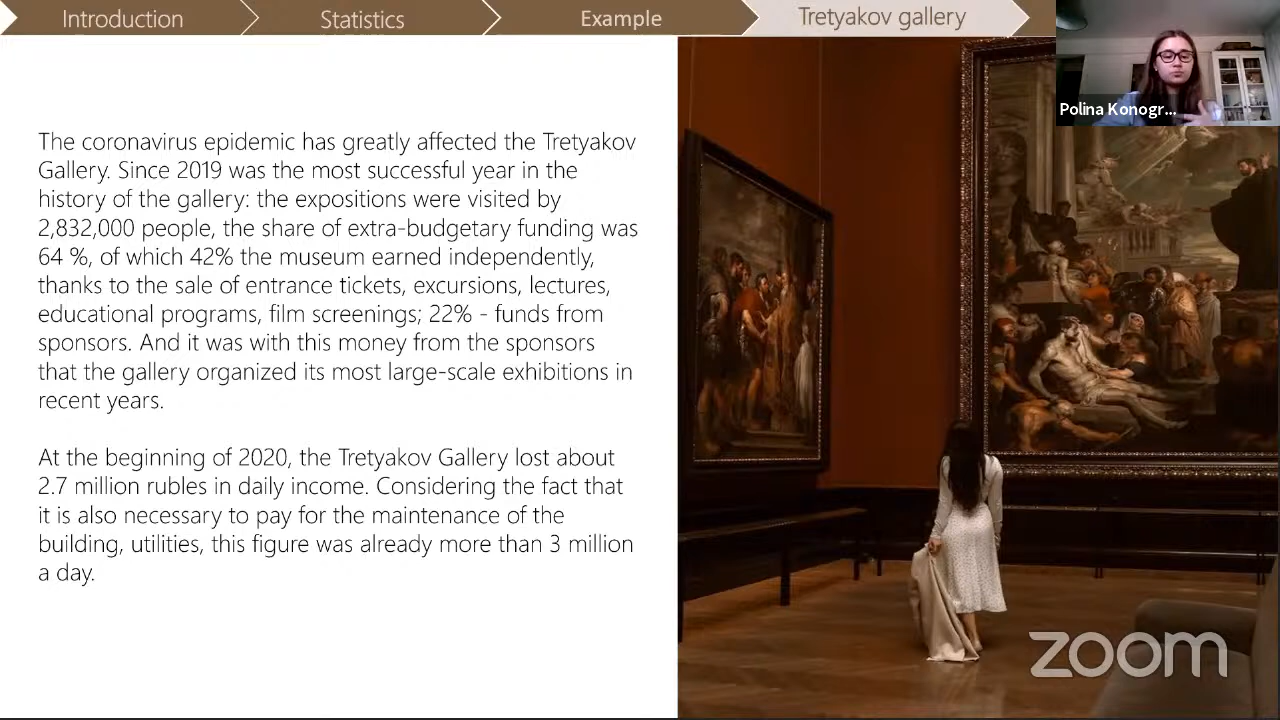 Introduction
Statistics
Example
Tretyakov gallery
Polina Konogr...
The coronavirus epidemic has greatly affected the Tretyakov
Gallery. Since 2019 was the most successful year in the
history of the gallery: the expositions were visited by
2,832,000 people, the share of extra-budgetary funding was
64 %, of which 42% the museum earned independently,
thanks to the sale of entrance tickets, excursions, lectures,
educational programs, film screenings; 22% - funds from
sponsors. And it was with this money from the sponsors
that the gallery organized its most large-scale exhibitions in
recent years.
At the beginning of 2020, the Tretyakov Gallery lost about
2.7 million rubles in daily income. Considering the fact that
it is also necessary to pay for the maintenance of the
building, utilities, this figure was already more than 3 million
a day.
zoom